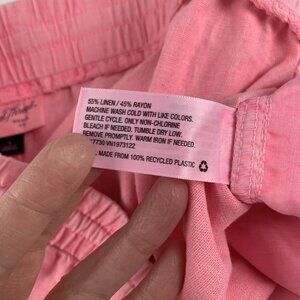 55% LINEN / 45% RAYON
MACHINE WASH COLD WITH LIKE COLORS.
GENTLE CYCLE. ONLY NON-CHLORINE
BLEACH IF NEEDED. TUMBLE DRY LOW.
REMOVE PROMPTLY. WARM IRON IF NEEDED.
7730 VN1973122
MADE FROM 100% RECYCLED PLASTIC